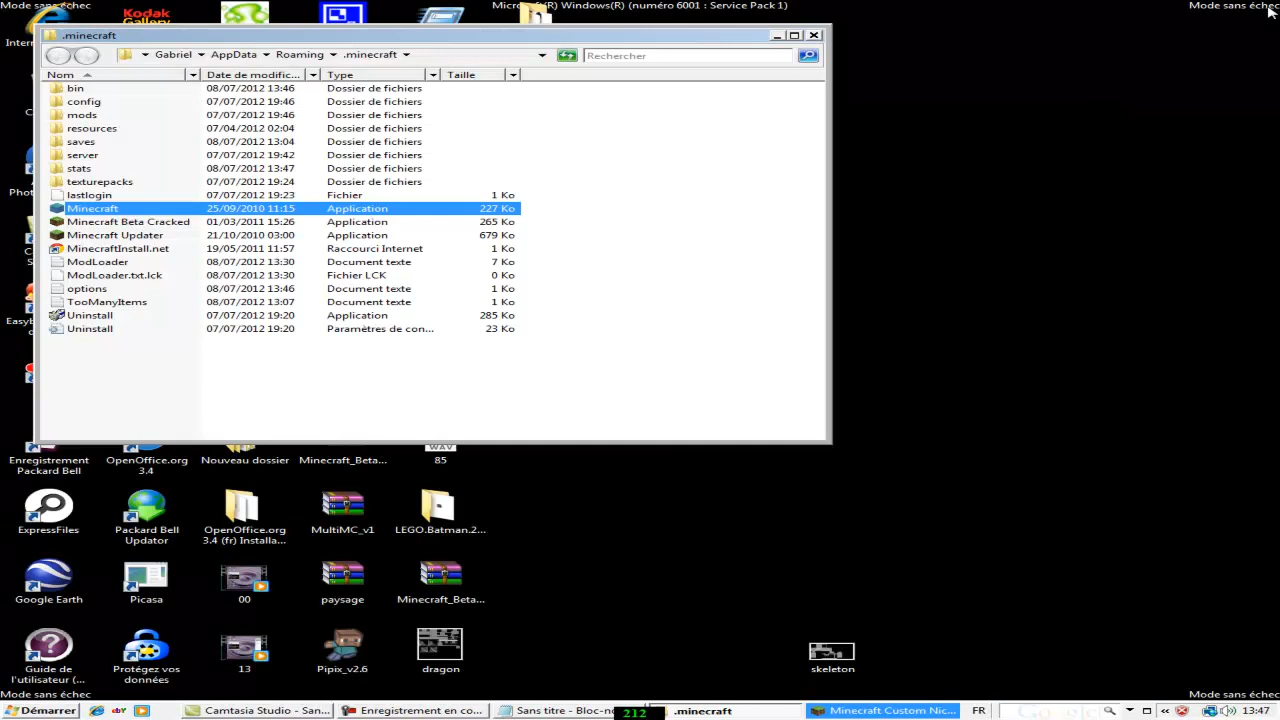 Mode sans échec
Micro
(R) Windows(R) (numéro 6001 : Service Pack 1)
Mode sans échec
Kodak
Gallery
.minecraft
Gabriel AppData Roaming .minecraft
Rechercher
Nom Date de modific... Type Taille
bin 08/07/2012 13:46 Dossier de fichiers
config 07/07/2012 19:46 Dossier de fichiers
mods 07/07/2012 19:46 Dossier de fichiers
resources 07/04/2012 02:04 Dossier de fichiers
saves 08/07/2012 13:04 Dossier de fichiers
server 07/07/2012 19:42 Dossier de fichiers
stats 08/07/2012 13:47 Dossier de fichiers
texturepacks 07/07/2012 19:24 Dossier de fichiers
lastlogin 07/07/2012 19:23 Fichier 1 Ko
Minecraft 25/09/2010 11:15 Application 227 Ko
Minecraft Beta Cracked 01/03/2011 15:26 Application 265 Ko
Minecraft Updater 21/10/2010 03:00 Application 679 Ko
MinecraftInstall.net 19/05/2011 11:57 Raccourci Internet 1 Ko
ModLoader 08/07/2012 13:30 Document texte 7 Ko
ModLoader.txt.lck 08/07/2012 13:30 Fichier LCK 0 Ko
options 08/07/2012 13:46 Document texte 1 Ko
TooManyItems 08/07/2012 13:07 Document texte 1 Ko
Uninstall 07/07/2012 19:20 Application 285 Ko
Uninstall 07/07/2012 19:20 Paramètres de con... 23 Ko
Enregistrement
Packard Bell
OpenOffice.org
3.4
Nouveau dossier
Minecraft_Beta...
WAV
85
ExpressFiles
Packard Bell
Updator
OpenOffice.org
3.4 (fr) Installa...
MultiMC_v1
LEGO.Batman.2...
Google Earth
Picasa
00
paysage
Minecraft_Beta...
Guide de
l'utilisateur (...
Protégez vos
données
13
Pipix_v2.6
dragon
skeleton
Mode sans échec
Mode sans échec
Démarrer
Camtasia Studio - Sans...
Enregistrement en co...
Sans titre - Bloc-no
212
.minecraft
Minecraft Custom Nic...
FR
Google
13:47